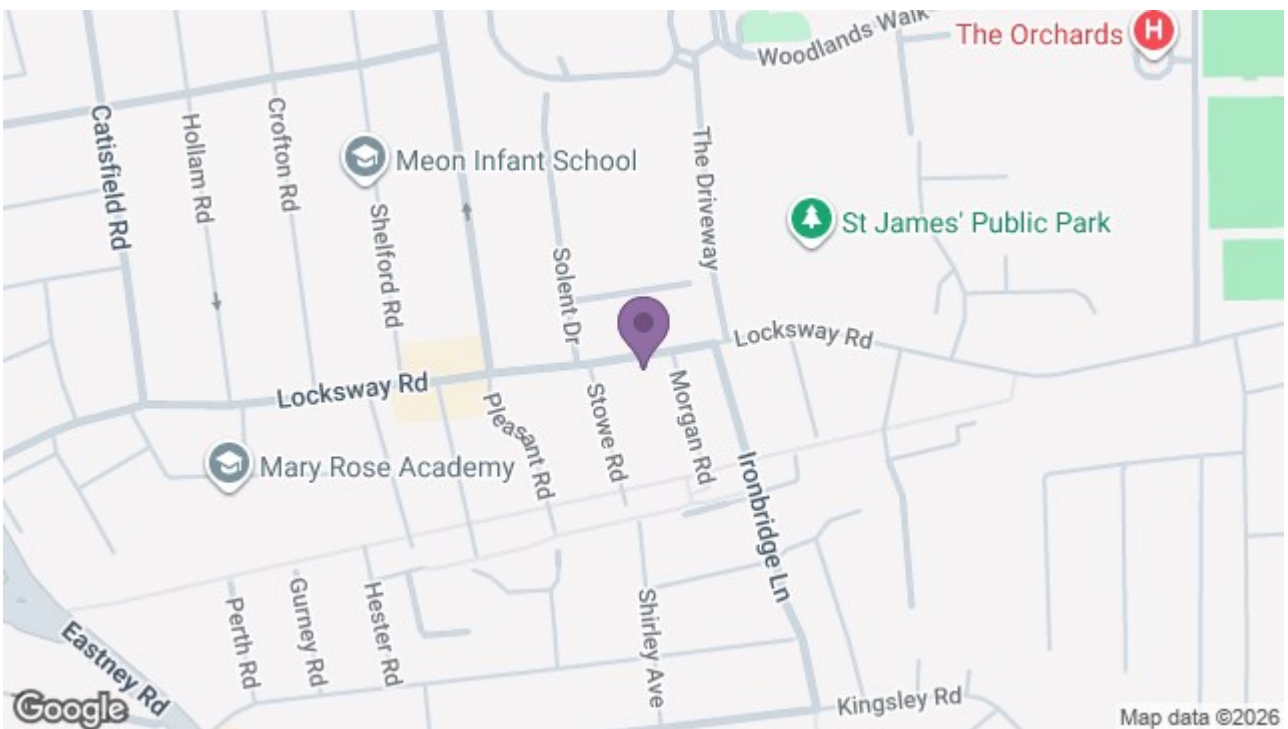 Woodlands Walk
The Orchards
H
Catisfield Rd
Hollam Rd
Crofton Rd
Meon Infant School
Shelford Rd
The Driveway
St James' Public Park
Solent Dr
Locksway Rd
Locksway Rd
Pleasant Rd
Stowe Rd
Morgan Rd
Mary Rose Academy
Ironbridge Ln
Perth Rd
Gurney Rd
Hester Rd
Shirley Ave
Eastney Rd
Kingsley Rd
Google
Map data ©2026